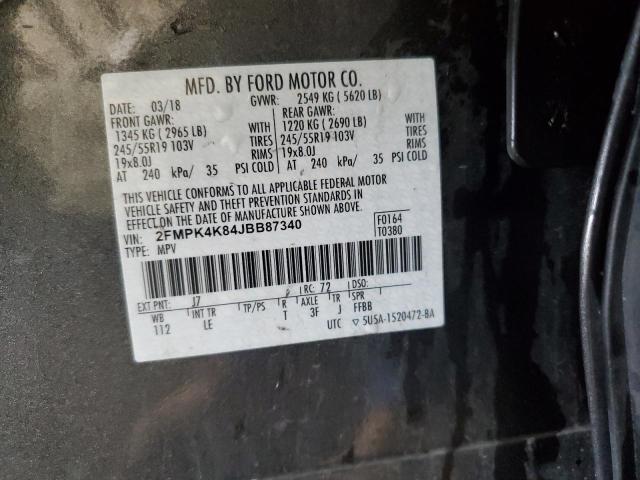 MFD. BY FORD MOTOR CO.
DATE: 03/18 GVWR: 2549 KG ( 5620 LB)
FRONT GAWR: REAR GAWR:
1345 KG ( 2965 LB) 1220 KG ( 2690 LB)
245/55R19 103V WITH TIRES 245/55R19 103V WITH TIRES
19x8.0J RIMS 19x8.0J RIMS
AT 240 kPa/ 35 PSI COLD AT 240 kPa/ 35 PSI COLD
THIS VEHICLE CONFORMS TO ALL APPLICABLE FEDERAL MOTOR
VEHICLE SAFETY AND THEFT PREVENTION STANDARDS IN
EFFECT ON THE DATE OF MANUFACTURE SHOWN ABOVE.
VIN: 2FMPK4K84JBB87340 F0164
TYPE: MPV T0380
EXT PNT: J7 RC: 72 DSO:
WB INT TR TP/PS R AXLE TR SPR
112 LE T 3F J FFBB
UTC ▽ 5U5A-1520472-BA